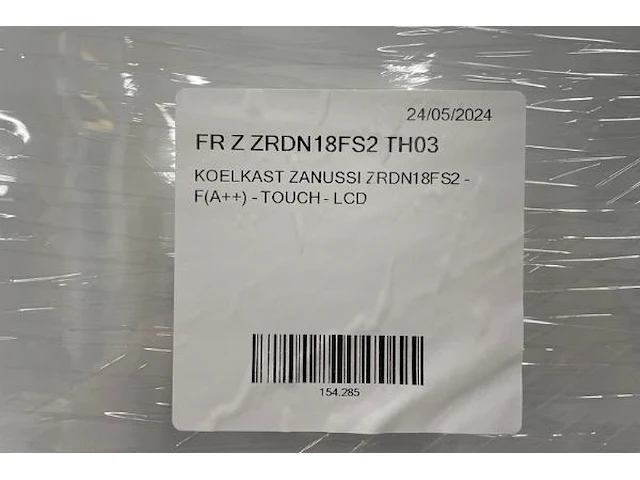 24/05/2024
FR Z ZRDN18FS2 TH03
KOELKAST ZANUSSI ZRDN18FS2 -
F(A++) - TOUCH - LCD
154.285